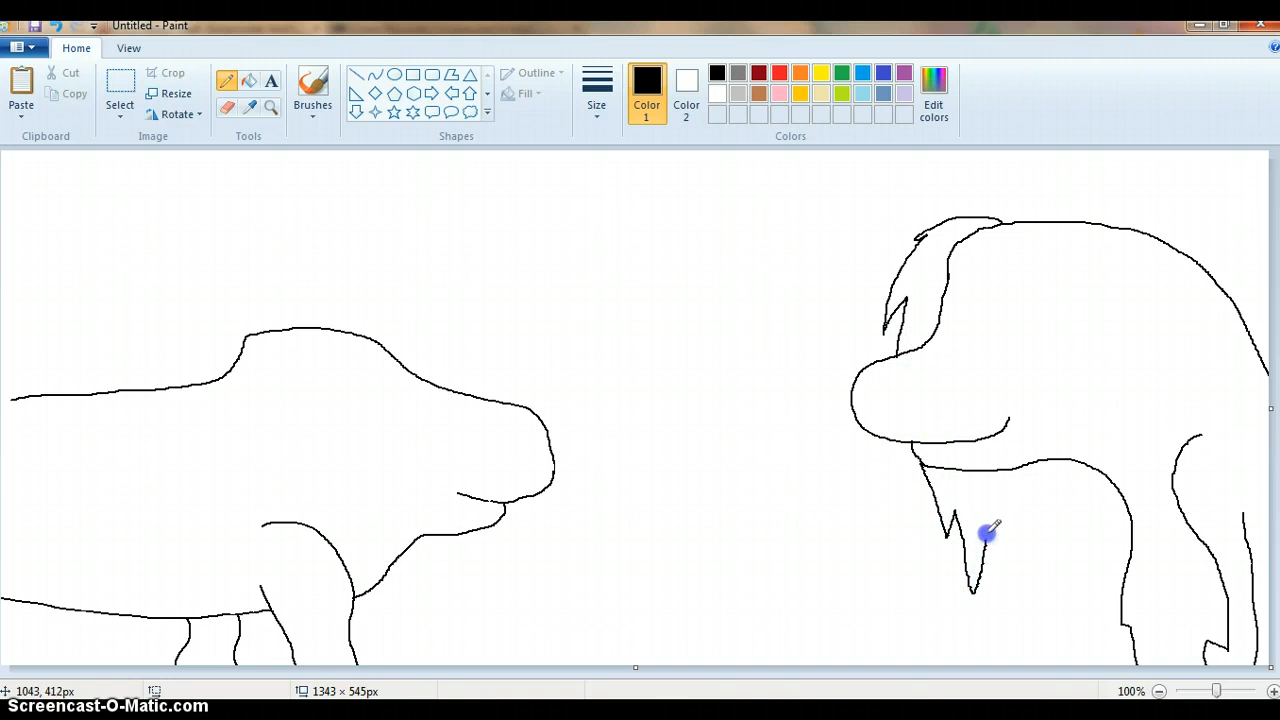 Untitled - Paint
Home View
Paste
Cut
Copy
Clipboard
Select
Crop
Resize
Rotate
Image
A
Tools
Brushes
Outline
Fill
Shapes
Size
Color 1
Color 2
Edit colors
Colors
1043, 412px 1343 × 545px 100%
Screencast-O-Matic.com